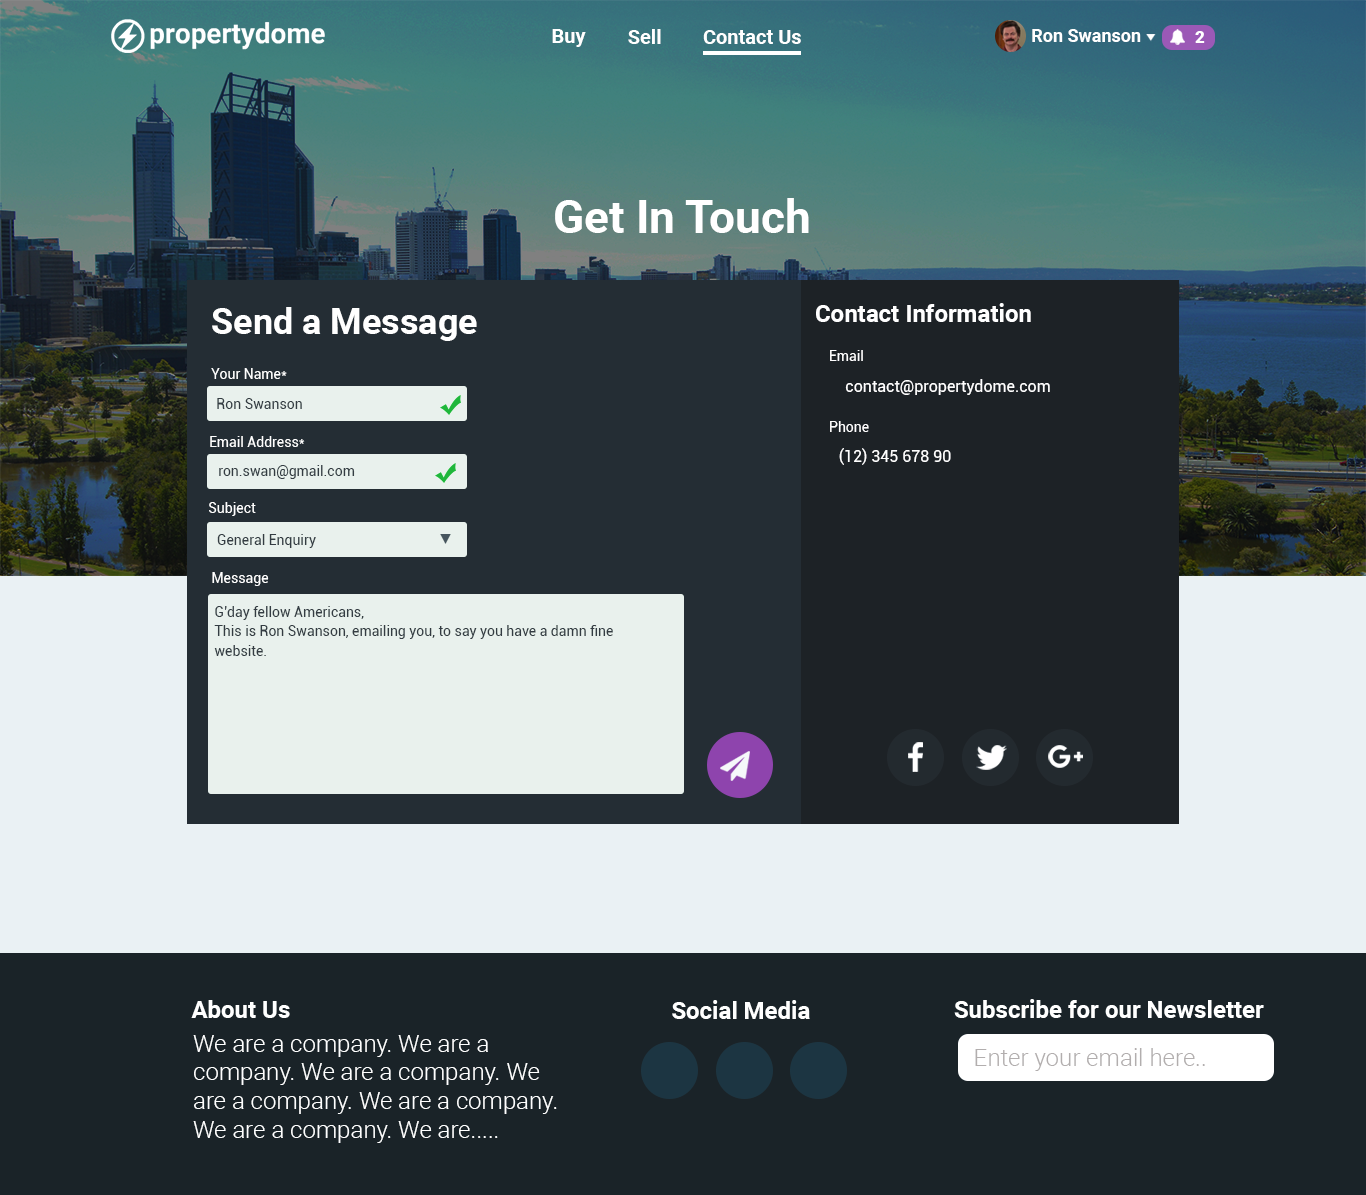 propertydome
Buy
Sell
Contact Us
Ron Swanson
2
Get In Touch
Send a Message
Your Name*
Ron Swanson
Email Address*
ron.swan@gmail.com
Subject
General Enquiry
Message
G'day fellow Americans,
This is Ron Swanson, emailing you, to say you have a damn fine
website.
Contact Information
Email
contact@propertydome.com
Phone
(12) 345 678 90
f
G+
About Us
We are a company. We are a
company. We are a company. We
are a company. We are a company.
We are a company. We are.....
Social Media
Subscribe for our Newsletter
Enter your email here..